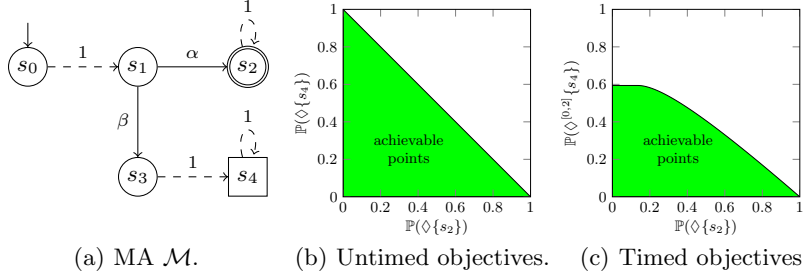 s0
1
s1
α
s2
1
β
s3
1
s4
1
(a) MA ℳ.
1
0.8
0.6
0.4
0.2
0
0 0.2 0.4 0.6 0.8 1
ℙ(◇{s4})
achievable
points
ℙ(◇{s2})
(b) Untimed objectives.
1
0.8
0.6
0.4
0.2
0
0 0.2 0.4 0.6 0.8 1
ℙ(◇[0,2]{s4})
achievable
points
ℙ(◇{s2})
(c) Timed objectives